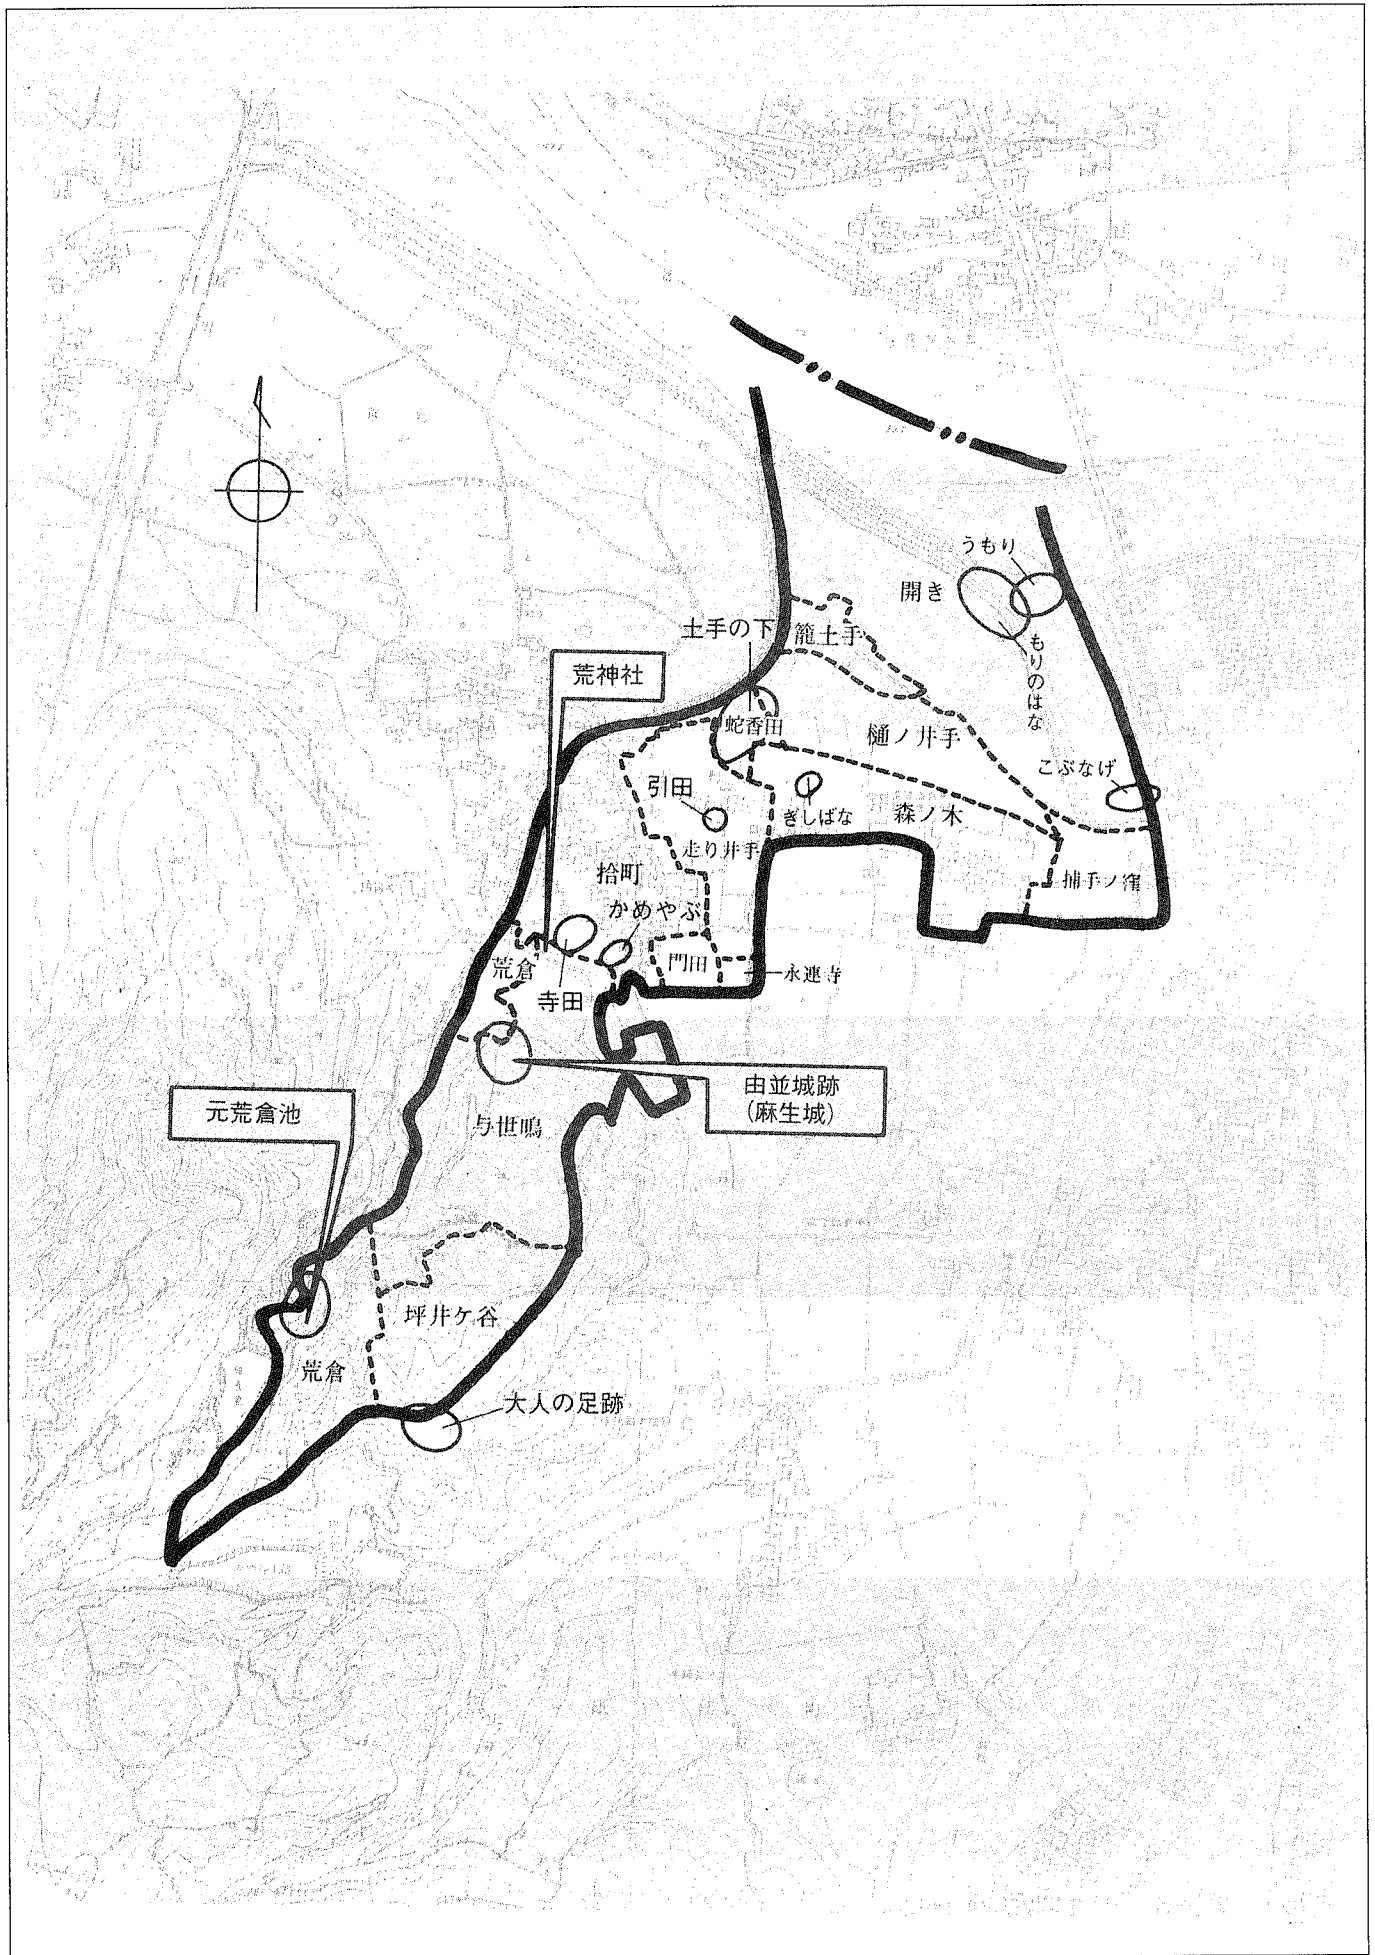 うもり
開き
土手の下
籠土手
もりのはな
荒神社
蛇香田
樋ノ井手
こぶなげ
引田
ぎしばな
森ノ木
走り井手
拾町
捕手ノ窪
かめやぶ
荒倉
門田
永連寺
寺田
由並城跡
(麻生城)
元荒倉池
与世鳴
坪井ケ谷
荒倉
大人の足跡